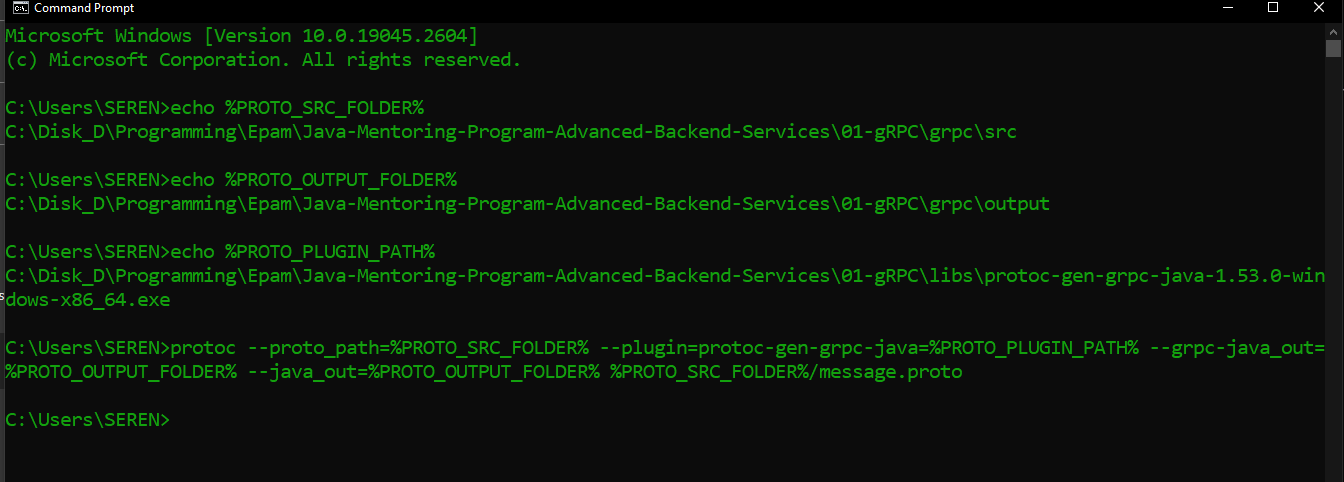 Command Prompt
Microsoft Windows [Version 10.0.19045.2604]
(c) Microsoft Corporation. All rights reserved.
C:\Users\SEREN>echo %PROTO_SRC_FOLDER%
C:\Disk_D\Programming\Epam\Java-Mentoring-Program-Advanced-Backend-Services\01-gRPC\grpc\src
C:\Users\SEREN>echo %PROTO_OUTPUT_FOLDER%
C:\Disk_D\Programming\Epam\Java-Mentoring-Program-Advanced-Backend-Services\01-gRPC\grpc\output
C:\Users\SEREN>echo %PROTO_PLUGIN_PATH%
C:\Disk_D\Programming\Epam\Java-Mentoring-Program-Advanced-Backend-Services\01-gRPC\libs\protoc-gen-grpc-java-1.53.0-win
dows-x86_64.exe
C:\Users\SEREN>protoc --proto_path=%PROTO_SRC_FOLDER% --plugin=protoc-gen-grpc-java=%PROTO_PLUGIN_PATH% --grpc-java_out=
%PROTO_OUTPUT_FOLDER% --java_out=%PROTO_OUTPUT_FOLDER% %PROTO_SRC_FOLDER%/message.proto
C:\Users\SEREN>